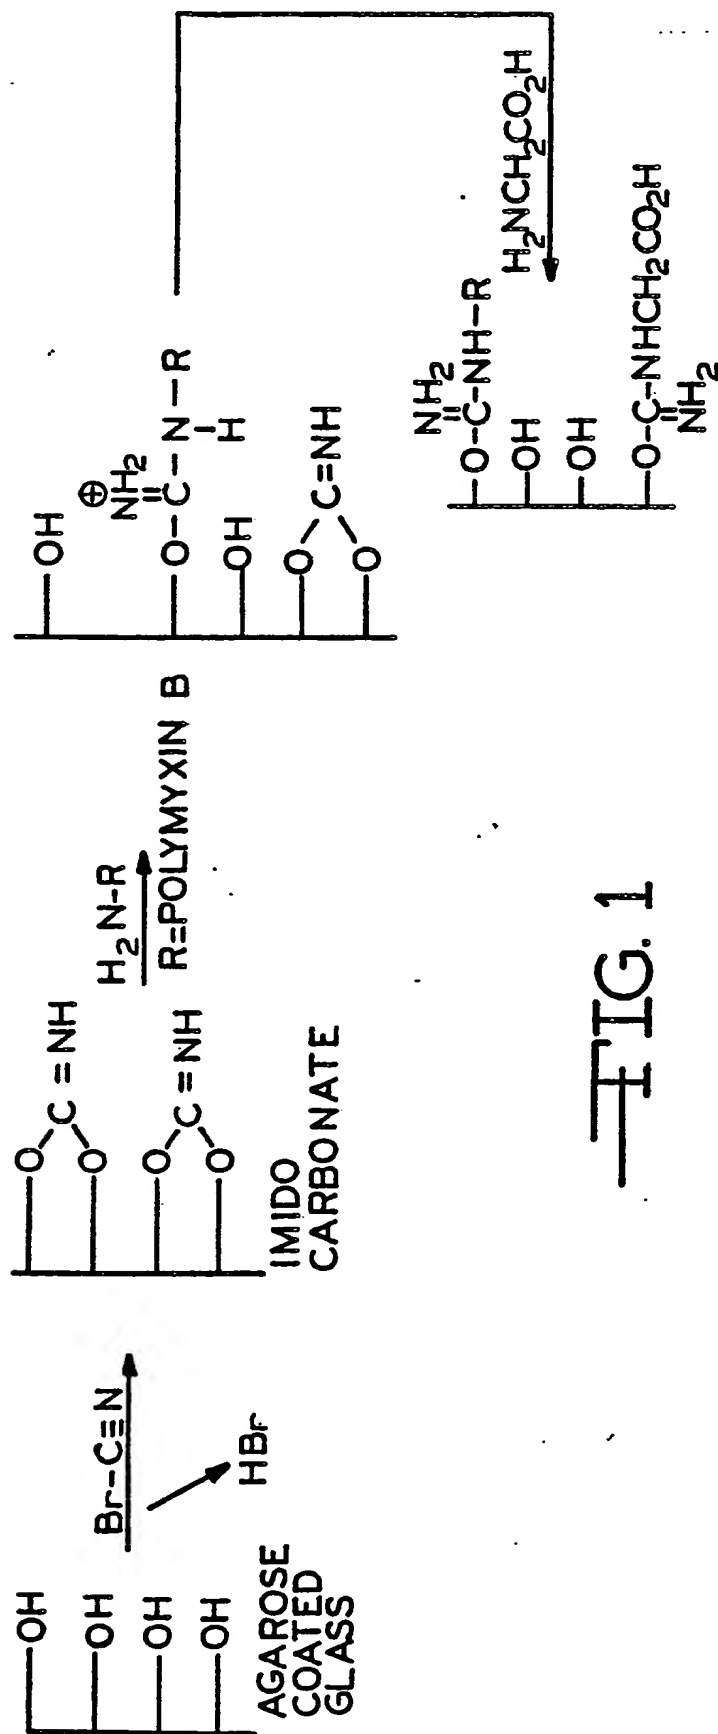 OH
OH
OH
OH
AGAROSE
COATED
GLASS
Br-C≡N
HBr
O
O
C=NH
O
O
C=NH
IMIDO
CARBONATE
H2N-R
R=POLYMYXIN B
OH
⊕
NH2
O-C-N-R
H
OH
O
O
C=NH
H2NCH2CO2H
NH2
O-C-NH-R
OH
OH
O-C-NHCH2CO2H
NH2
FIG. 1